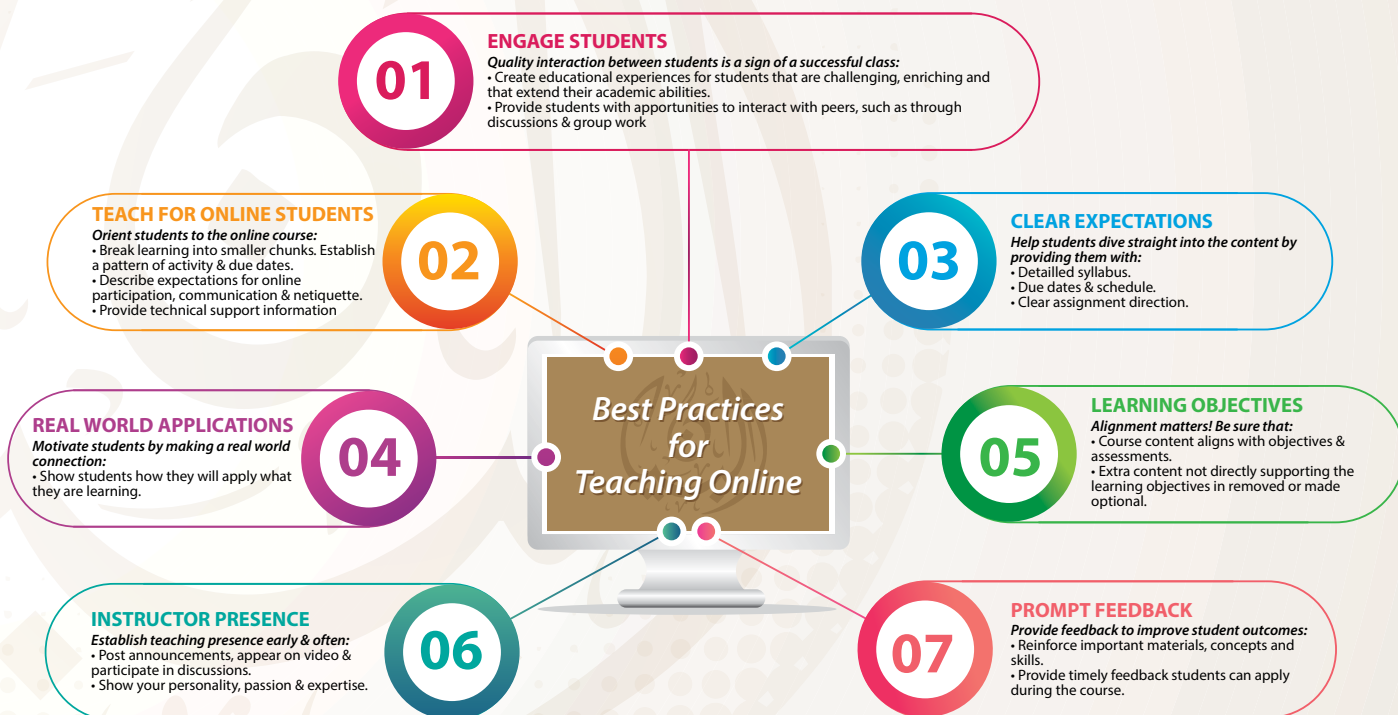 01
ENGAGE STUDENTS
Quality interaction between students is a sign of a successful class:
• Create educational experiences for students that are challenging, enriching and
that extend their academic abilities.
• Provide students with apportunities to interact with peers, such as through
discussions & group work
TEACH FOR ONLINE STUDENTS
Orient students to the online course:
• Break learning into smaller chunks. Establish
a pattern of activity & due dates.
• Describe expectations for online
participation, communication & netiquette.
• Provide technical support information
02
03
CLEAR EXPECTATIONS
Help students dive straight into the content by
providing them with:
• Detailled syllabus.
• Due dates & schedule.
• Clear assignment direction.
Best Practices
for
Teaching Online
REAL WORLD APPLICATIONS
Motivate students by making a real world
connection:
• Show students how they will apply what
they are learning.
04
05
LEARNING OBJECTIVES
Alignment matters! Be sure that:
• Course content aligns with objectives &
assessments.
• Extra content not directly supporting the
learning objectives in removed or made
optional.
INSTRUCTOR PRESENCE
Establish teaching presence early & often:
• Post announcements, appear on video &
participate in discussions.
• Show your personality, passion & expertise.
06
07
PROMPT FEEDBACK
Provide feedback to improve student outcomes:
• Reinforce important materials, concepts and
skills.
• Provide timely feedback students can apply
during the course.